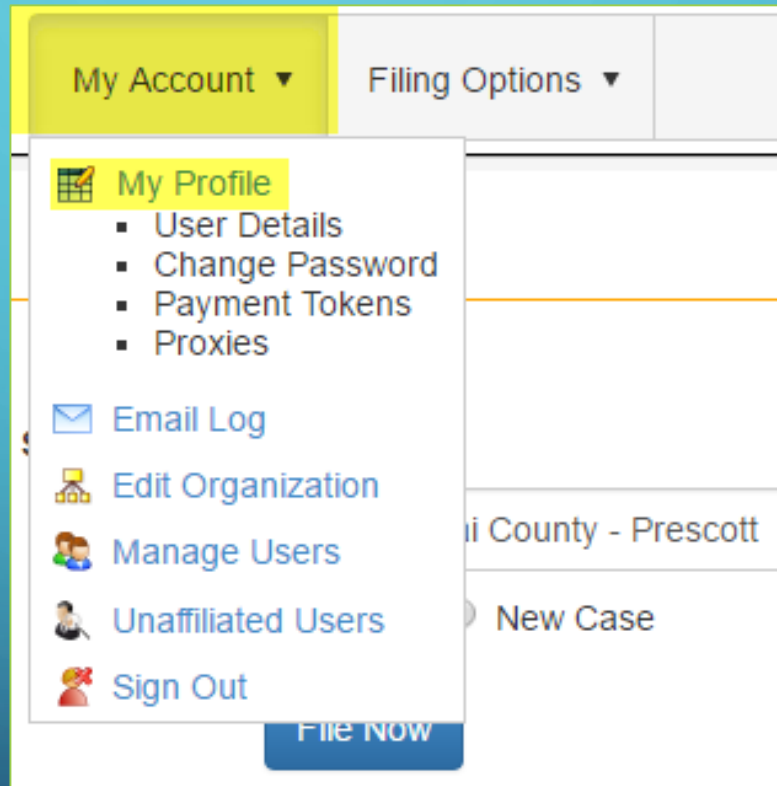 My Account ▼ Filing Options ▼
My Profile
▪ User Details
▪ Change Password
▪ Payment Tokens
▪ Proxies
Email Log
Edit Organization
Manage Users
County - Prescott
Unaffiliated Users
New Case
Sign Out
File Now